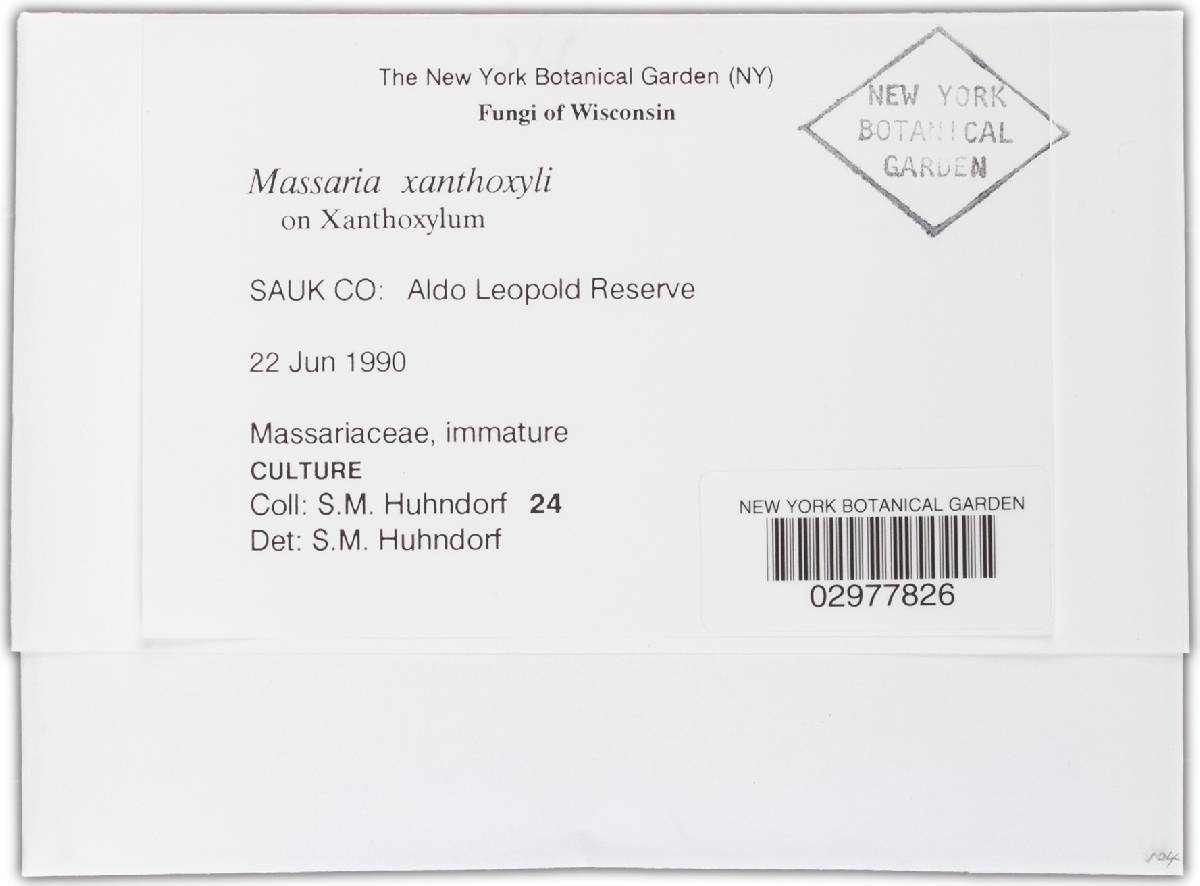 The New York Botanical Garden (NY)
Fungi of Wisconsin
NEW YORK
BOTANICAL
GARDEN
Massaria xanthoxyli
on Xanthoxylum
SAUK CO: Aldo Leopold Reserve
22 Jun 1990
Massariaceae, immature
CULTURE
Coll: S.M. Huhndorf 24
Det: S.M. Huhndorf
NEW YORK BOTANICAL GARDEN
02977826